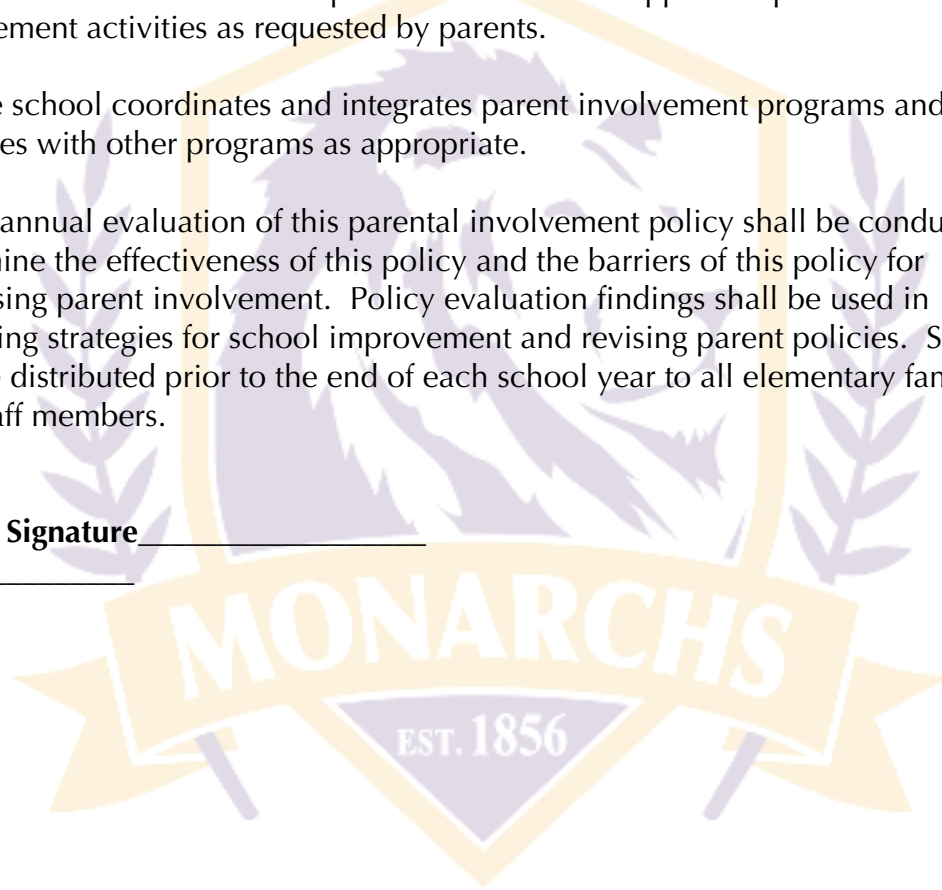 ement activities as requested by parents.
school coordinates and integrates parent involvement programs and
es with other programs as appropriate.
annual evaluation of this parental involvement policy shall be condu
ine the effectiveness of this policy and the barriers of this policy for
sing parent involvement. Policy evaluation findings shall be used in
ing strategies for school improvement and revising parent policies. S
distributed prior to the end of each school year to all elementary fam
aff members.
Signature__________________
_________
MONARCHS
EST. 1856